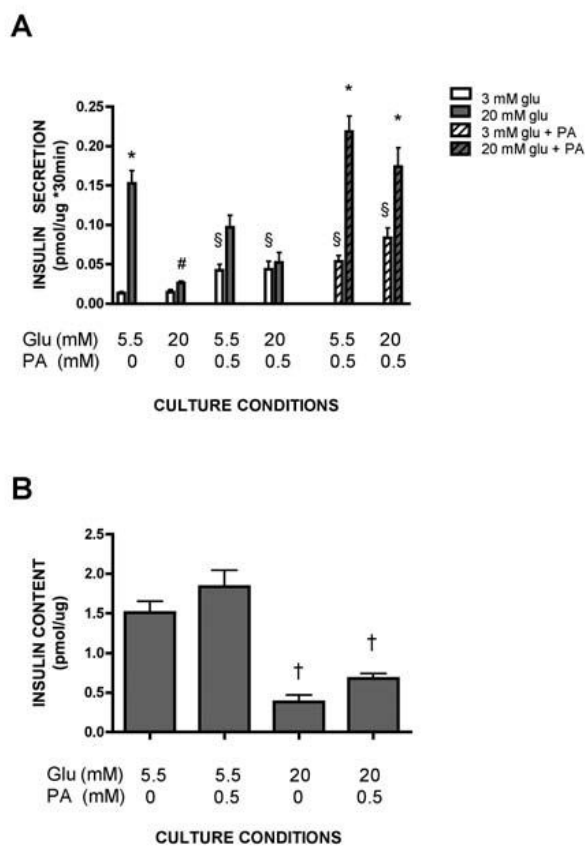 A
3 mM glu
20 mM glu
3 mM glu + PA
20 mM glu + PA
INSULIN SECRETION
(pmol/ug *30min)
0.25
0.20
0.15
0.10
0.05
0.00
* # § § § * § *
Glu (mM) 5.5 20 5.5 20 5.5 20
PA (mM) 0 0 0.5 0.5 0.5 0.5
CULTURE CONDITIONS
B
INSULIN CONTENT
(pmol/ug)
2.5
2.0
1.5
1.0
0.5
0.0
† †
Glu (mM) 5.5 5.5 20 20
PA (mM) 0 0.5 0 0.5
CULTURE CONDITIONS